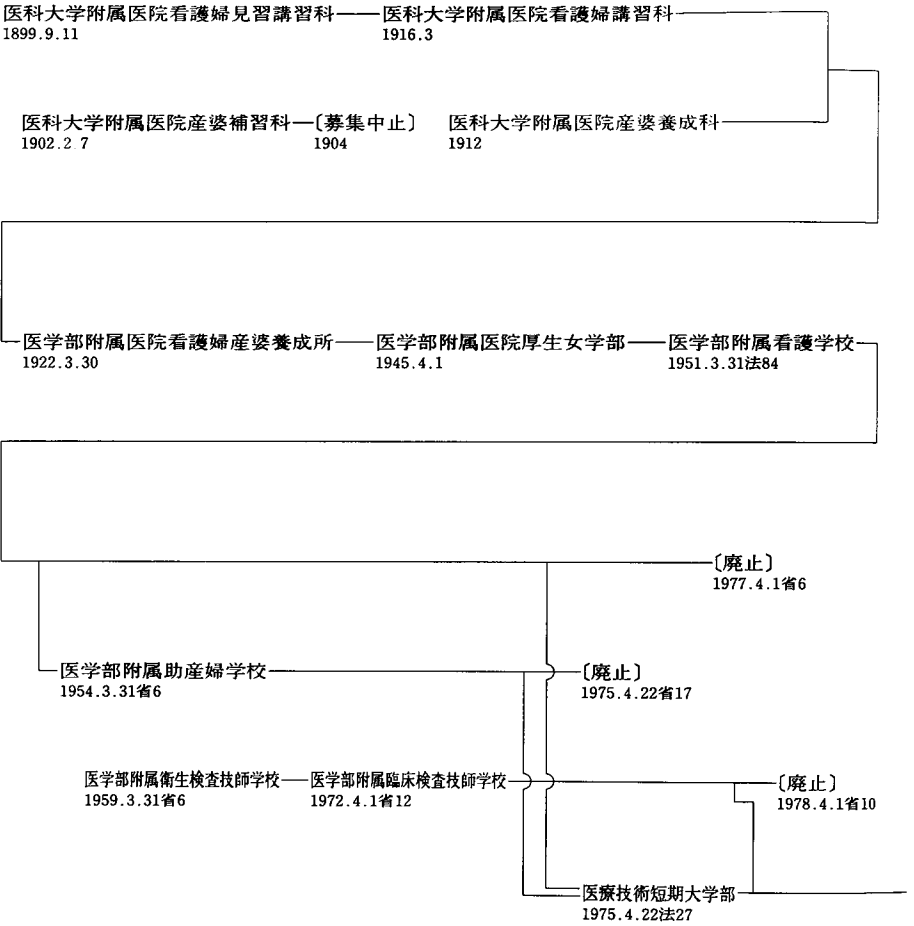 医科大学附属医院看護婦見習講習科 医科大学附属医院看護婦講習科
1899.9.11 1916.3
医科大学附属医院産婆補習科 〔募集中止〕 医科大学附属医院産婆養成科
1902.2.7 1904 1912
医学部附属医院看護婦産婆養成所 医学部附属医院厚生女学部 医学部附属看護学校
1922.3.30 1945.4.1 1951.3.31法84
〔廃止〕
1977.4.1省6
医学部附属助産婦学校 〔廃止〕
1954.3.31省6 1975.4.22省17
医学部附属衛生検査技師学校 医学部附属臨床検査技師学校 〔廃止〕
1959.3.31省6 1972.4.1省12 1978.4.1省10
医療技術短期大学部
1975.4.22法27